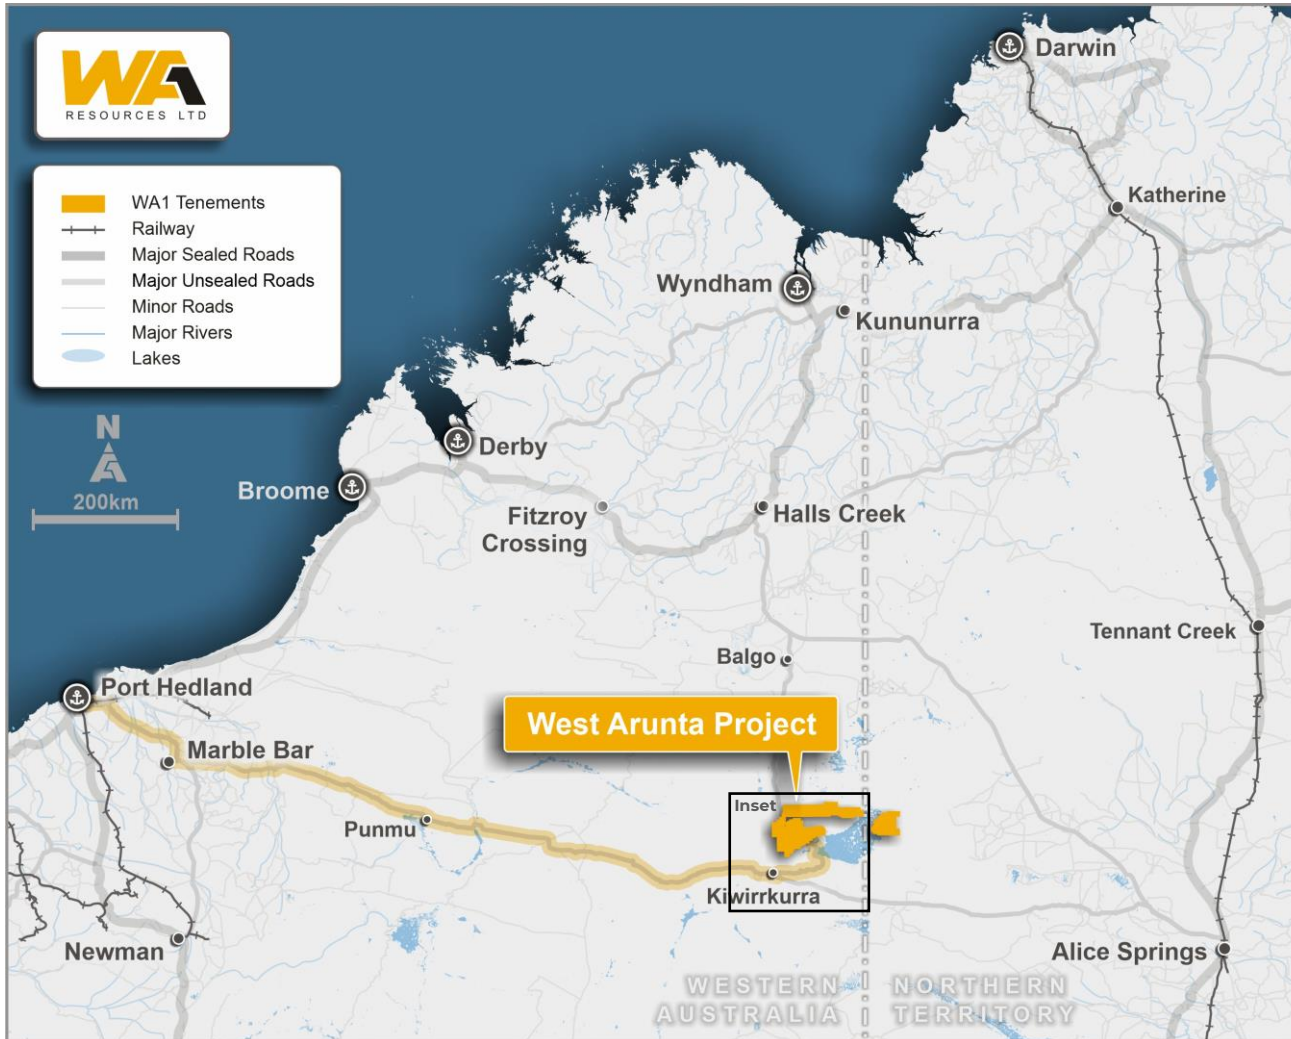 WA1
RESOURCES LTD
WA1 Tenements
Railway
Major Sealed Roads
Major Unsealed Roads
Minor Roads
Major Rivers
Lakes
N
200km
Darwin
Katherine
Wyndham
Kununurra
Derby
Broome
Fitzroy
Crossing
Halls Creek
Tennant Creek
Balgo
Port Hedland
West Arunta Project
Marble Bar
Inset
Punmu
Kiwirrkurra
Newman
Alice Springs
WESTERN
AUSTRALIA
NORTHERN
TERRITORY